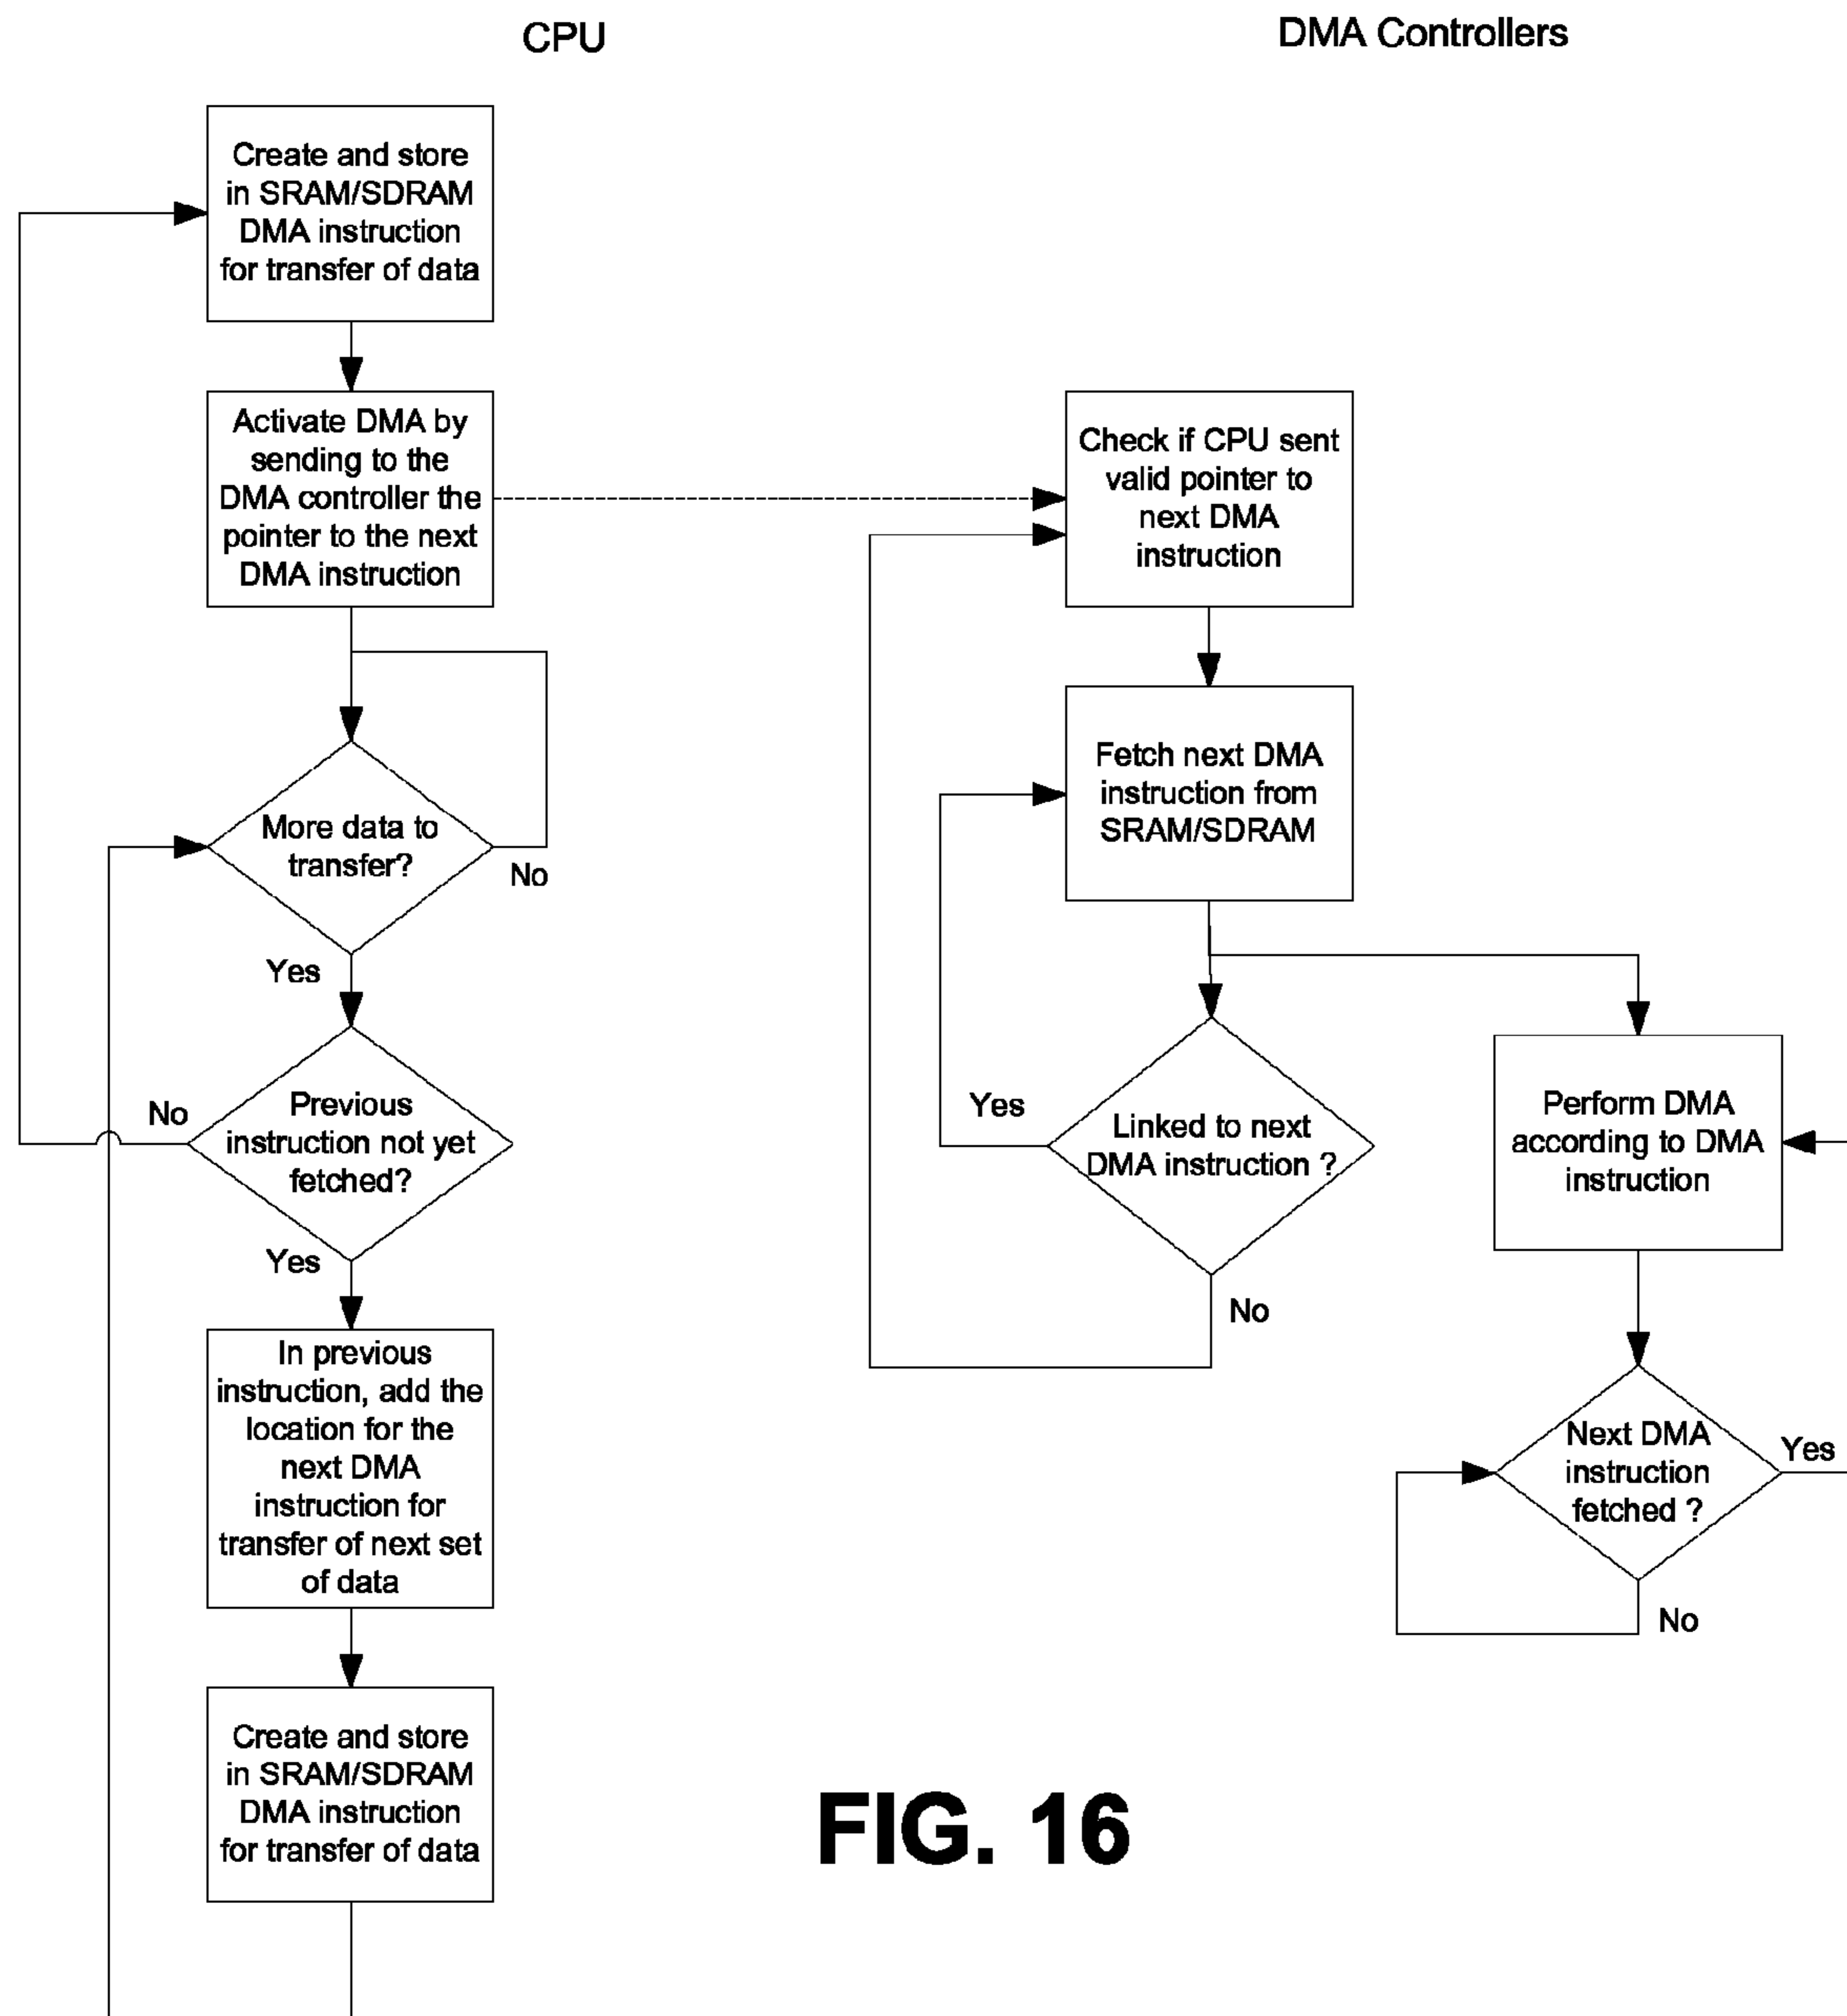 CPU
Create and store
in SRAM/SDRAM
DMA instruction
for transfer of data
Activate DMA by
sending to the
DMA controller the
pointer to the next
DMA instruction
More data to
transfer?
No
Yes
Previous
instruction not yet
fetched?
No
Yes
In previous
instruction, add the
location for the
next DMA
instruction for
transfer of next set
of data
Create and store
in SRAM/SDRAM
DMA instruction
for transfer of data
DMA Controllers
Check if CPU sent
valid pointer to
next DMA
instruction
Fetch next DMA
instruction from
SRAM/SDRAM
Linked to next
DMA instruction ?
Yes
No
Perform DMA
according to DMA
instruction
Next DMA
instruction
fetched ?
Yes
No
FIG. 16